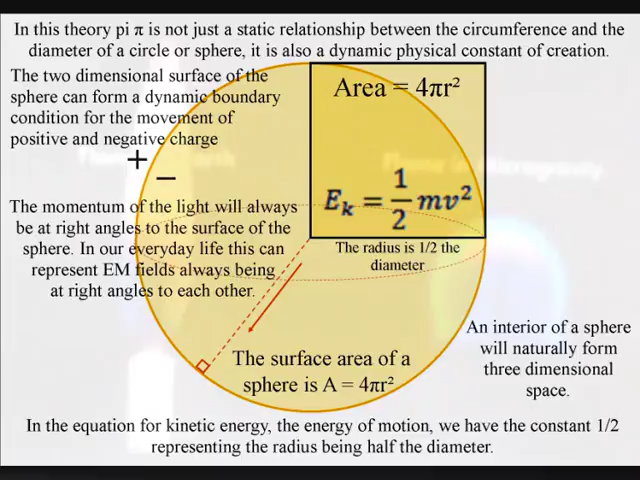 In this theory pi π is not just a static relationship between the circumference and the
diameter of a circle or sphere, it is also a dynamic physical constant of creation.
The two dimensional surface of the
sphere can form a dynamic boundary
condition for the movement of
positive and negative charge
+
−
Area = 4πr²
E_k = 1/2 mv²
The radius is 1/2 the
diameter
The momentum of the light will always
be at right angles to the surface of the
sphere. In our everyday life this can
represent EM fields always being
at right angles to each other.
An interior of a sphere
will naturally form
three dimensional
space.
The surface area of a
sphere is A = 4πr²
In the equation for kinetic energy, the energy of motion, we have the constant 1/2
representing the radius being half the diameter.